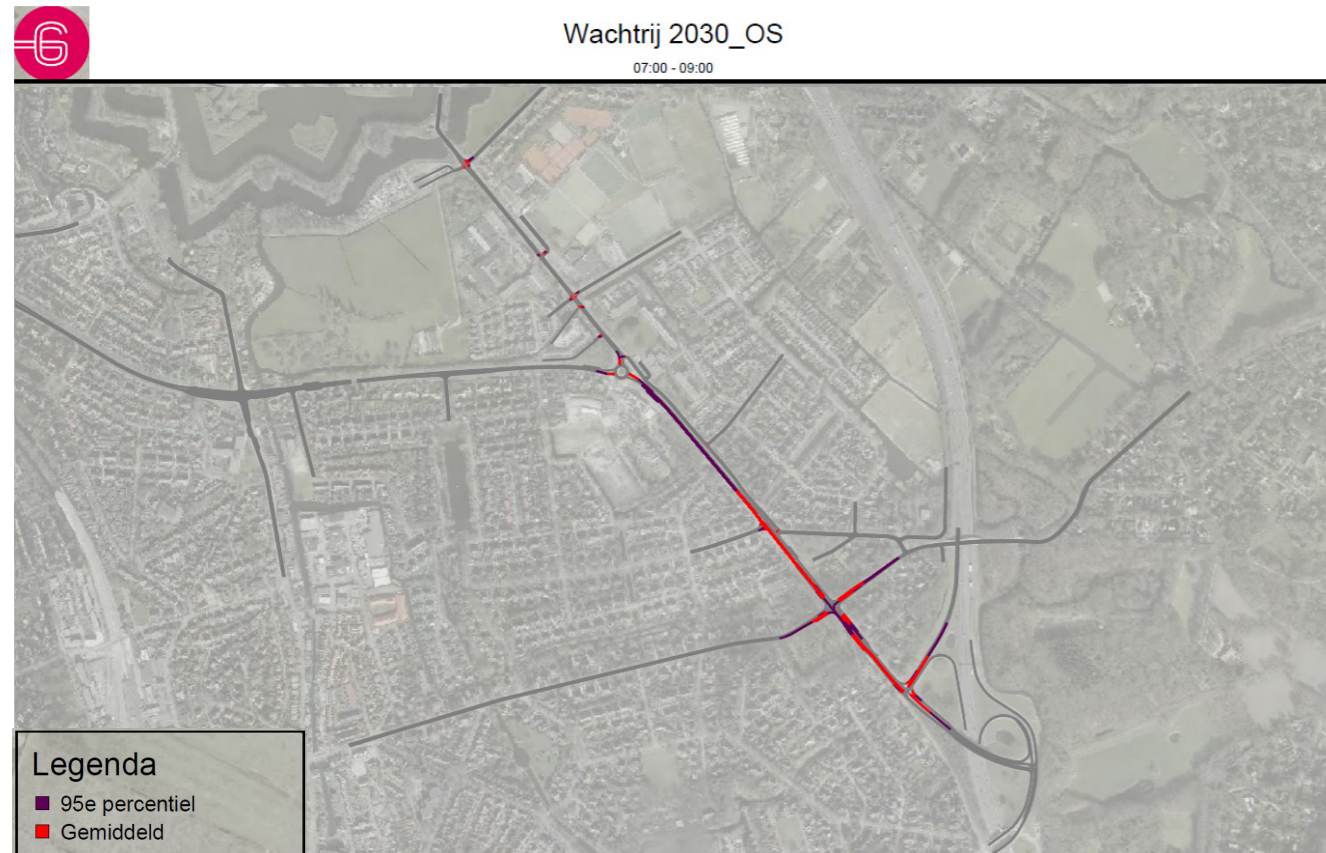 Wachtrij 2030_OS
07:00 - 09:00
Legenda
95e percentiel
Gemiddeld